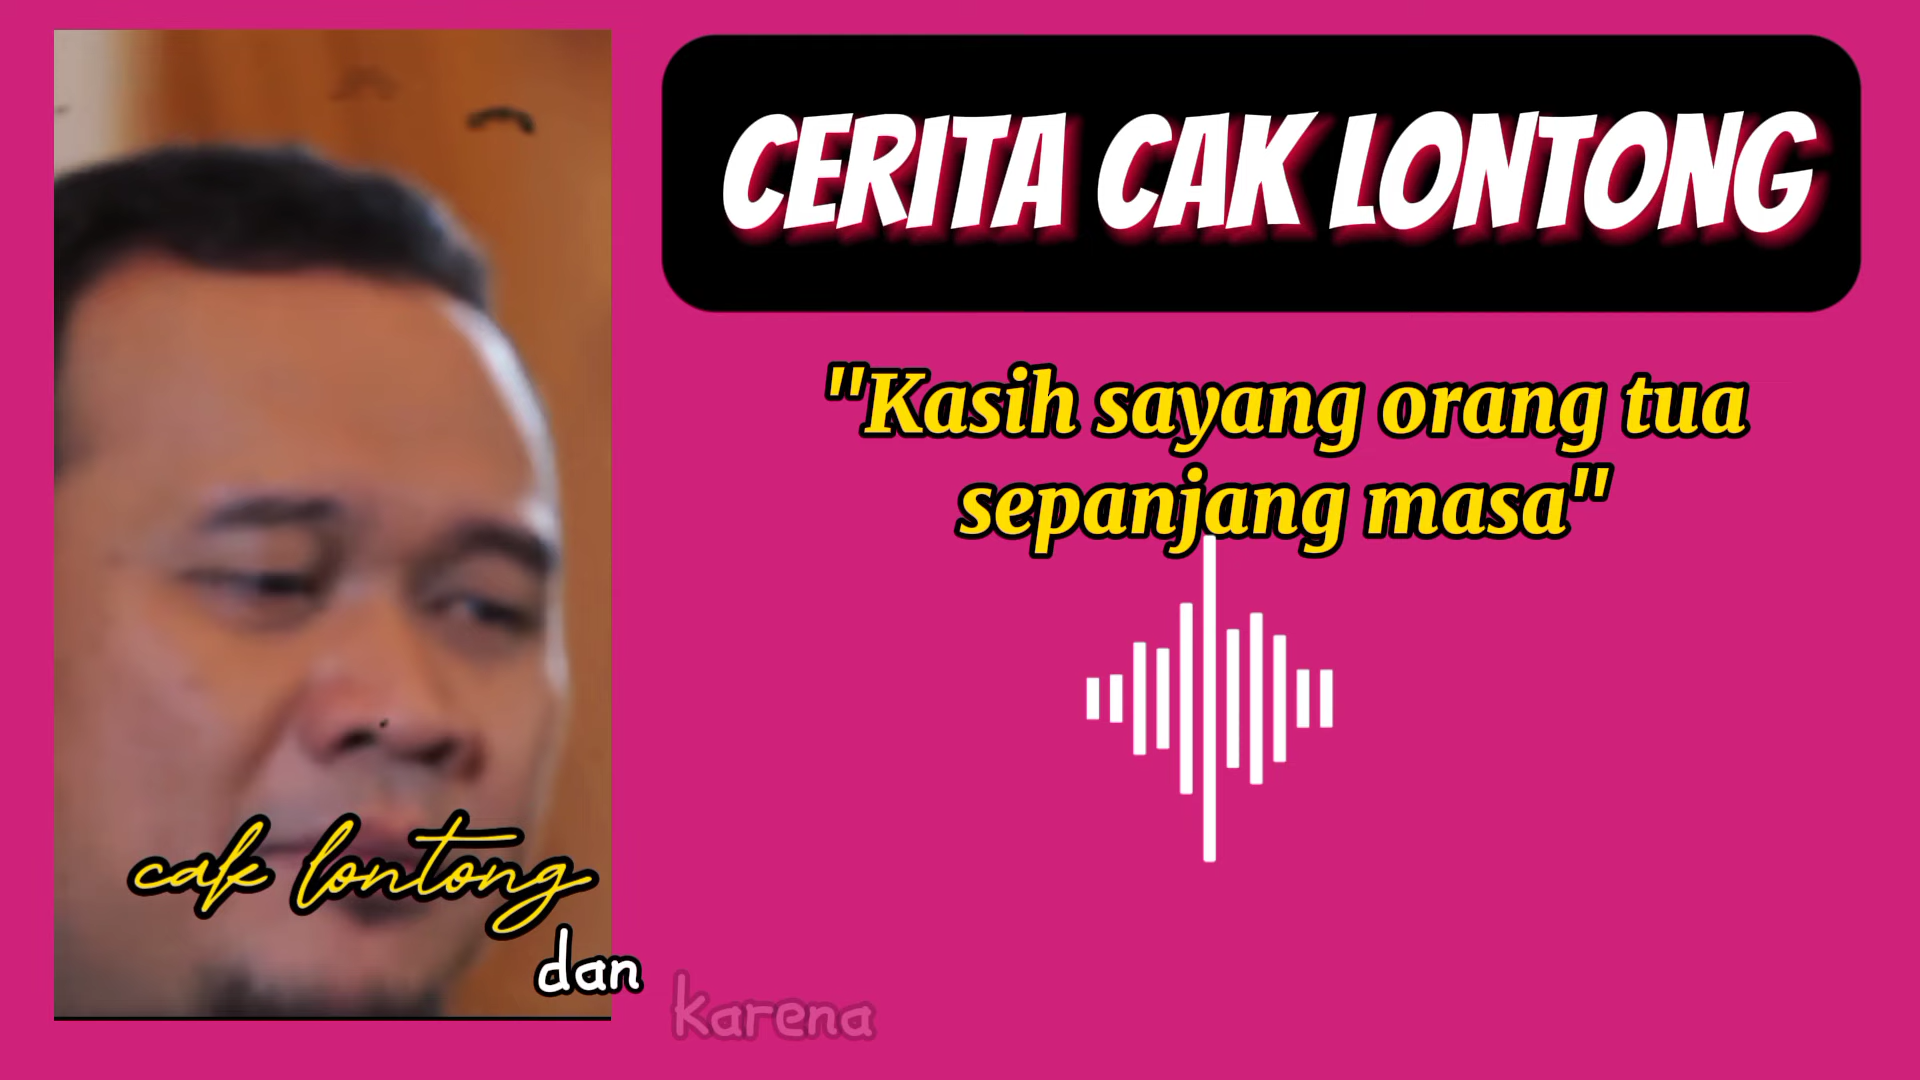 CERITA CAK LONTONG
"Kasih sayang orang tua
sepanjang masa"
cak lontong
dan
karena